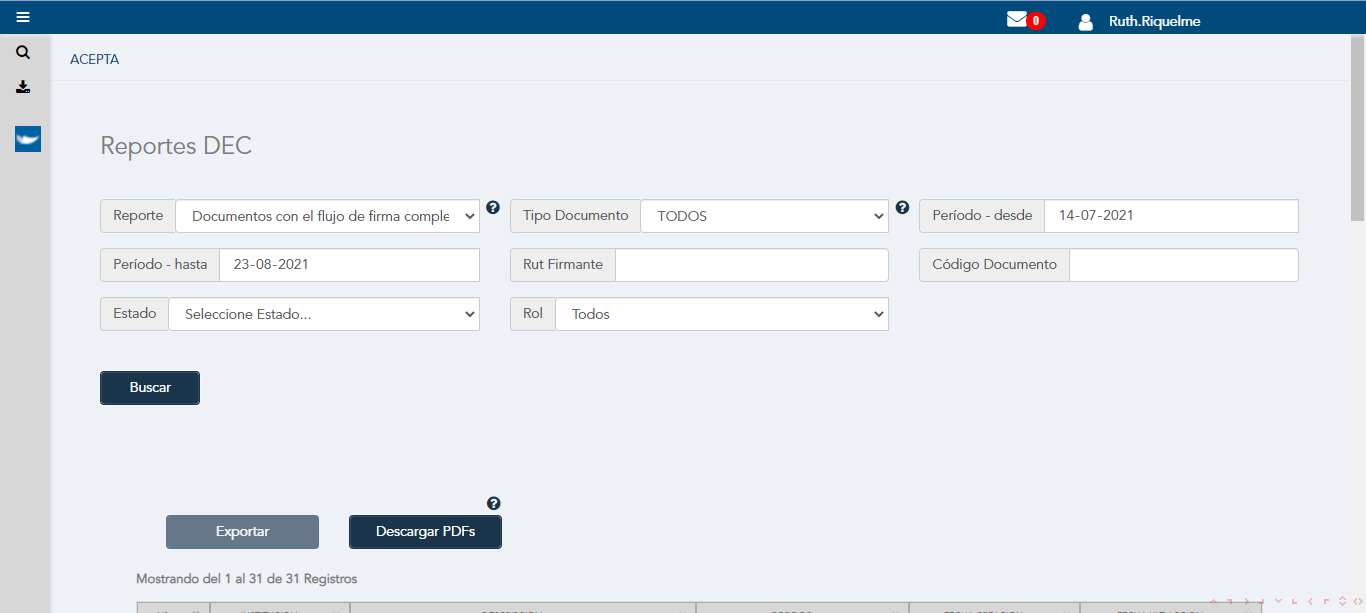 0
Ruth.Riquelme
ACEPTA
Reportes DEC
Reporte Documentos con el flujo de firma comple Tipo Documento TODOS Período - desde 14-07-2021
Período - hasta 23-08-2021 Rut Firmante Código Documento
Estado Seleccione Estado... Rol Todos
Buscar
Exportar Descargar PDFs
Mostrando del 1 al 31 de 31 Registros